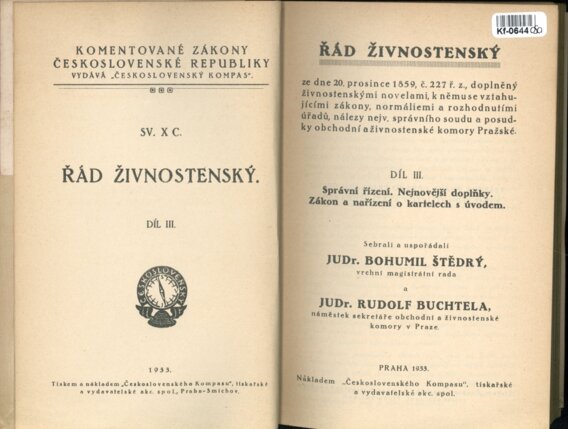 KOMENTOVANÉ ZÁKONY
ČESKOSLOVENSKÉ REPUBLIKY
VYDÁVÁ „ČESKOSLOVENSKÝ KOMPAS“.
SV. X C.
ŘÁD ŽIVNOSTENSKÝ.
DÍL III.
ČESKOSLOVENSKÝ
1933.
Tiskem a nákladem „Československého Kompasu“, tiskařské
a vydavatelské akc. spol., Praha-Smíchov.
Kf-0644
ŘÁD ŽIVNOSTENSKÝ
ze dne 20. prosince 1859, č. 227 ř. z., doplněný
živnostenskými novelami, k němu se vztahu-
jícími zákony, normáliemi a rozhodnutími
úřadů, nálezy nejv. správního soudu a posud-
ky obchodní a živnostenské komory Pražské.
DÍL III.
Správní řízení. Nejnovější doplňky.
Zákon a nařízení o kartelech s úvodem.
Sebrali a uspořádali
JUDr. BOHUMIL ŠTĚDRÝ,
vrchní magistrátní rada
a
JUDr. RUDOLF BUCHTELA,
náměstek sekretáře obchodní a živnostenské
komory v Praze.
PRAHA 1933.
Nákladem „Československého Kompasu“, tiskařské
a vydavatelské akc. spol.